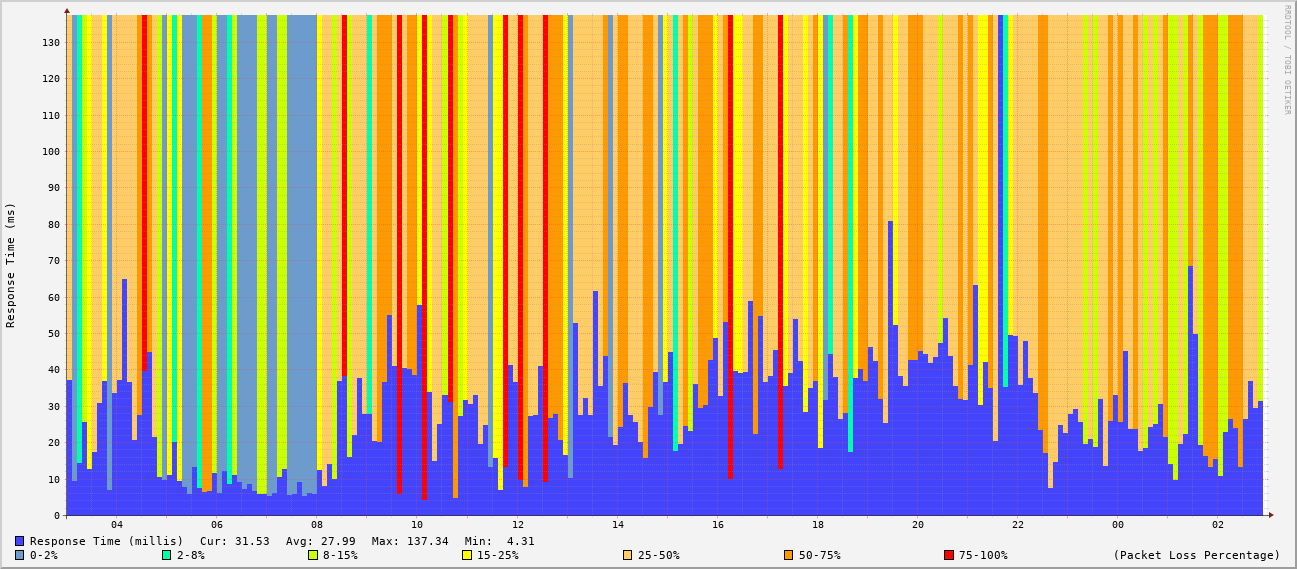 RRDTOOL / TOBI OETIKER
Response Time (ms)
130
120
110
100
90
80
70
60
50
40
30
20
10
0
04 06 08 10 12 14 16 18 20 22 00 02
Response Time (millis) Cur: 31.53 Avg: 27.99 Max: 137.34 Min: 4.31
0-2% 2-8% 8-15% 15-25% 25-50% 50-75% 75-100% (Packet Loss Percentage)